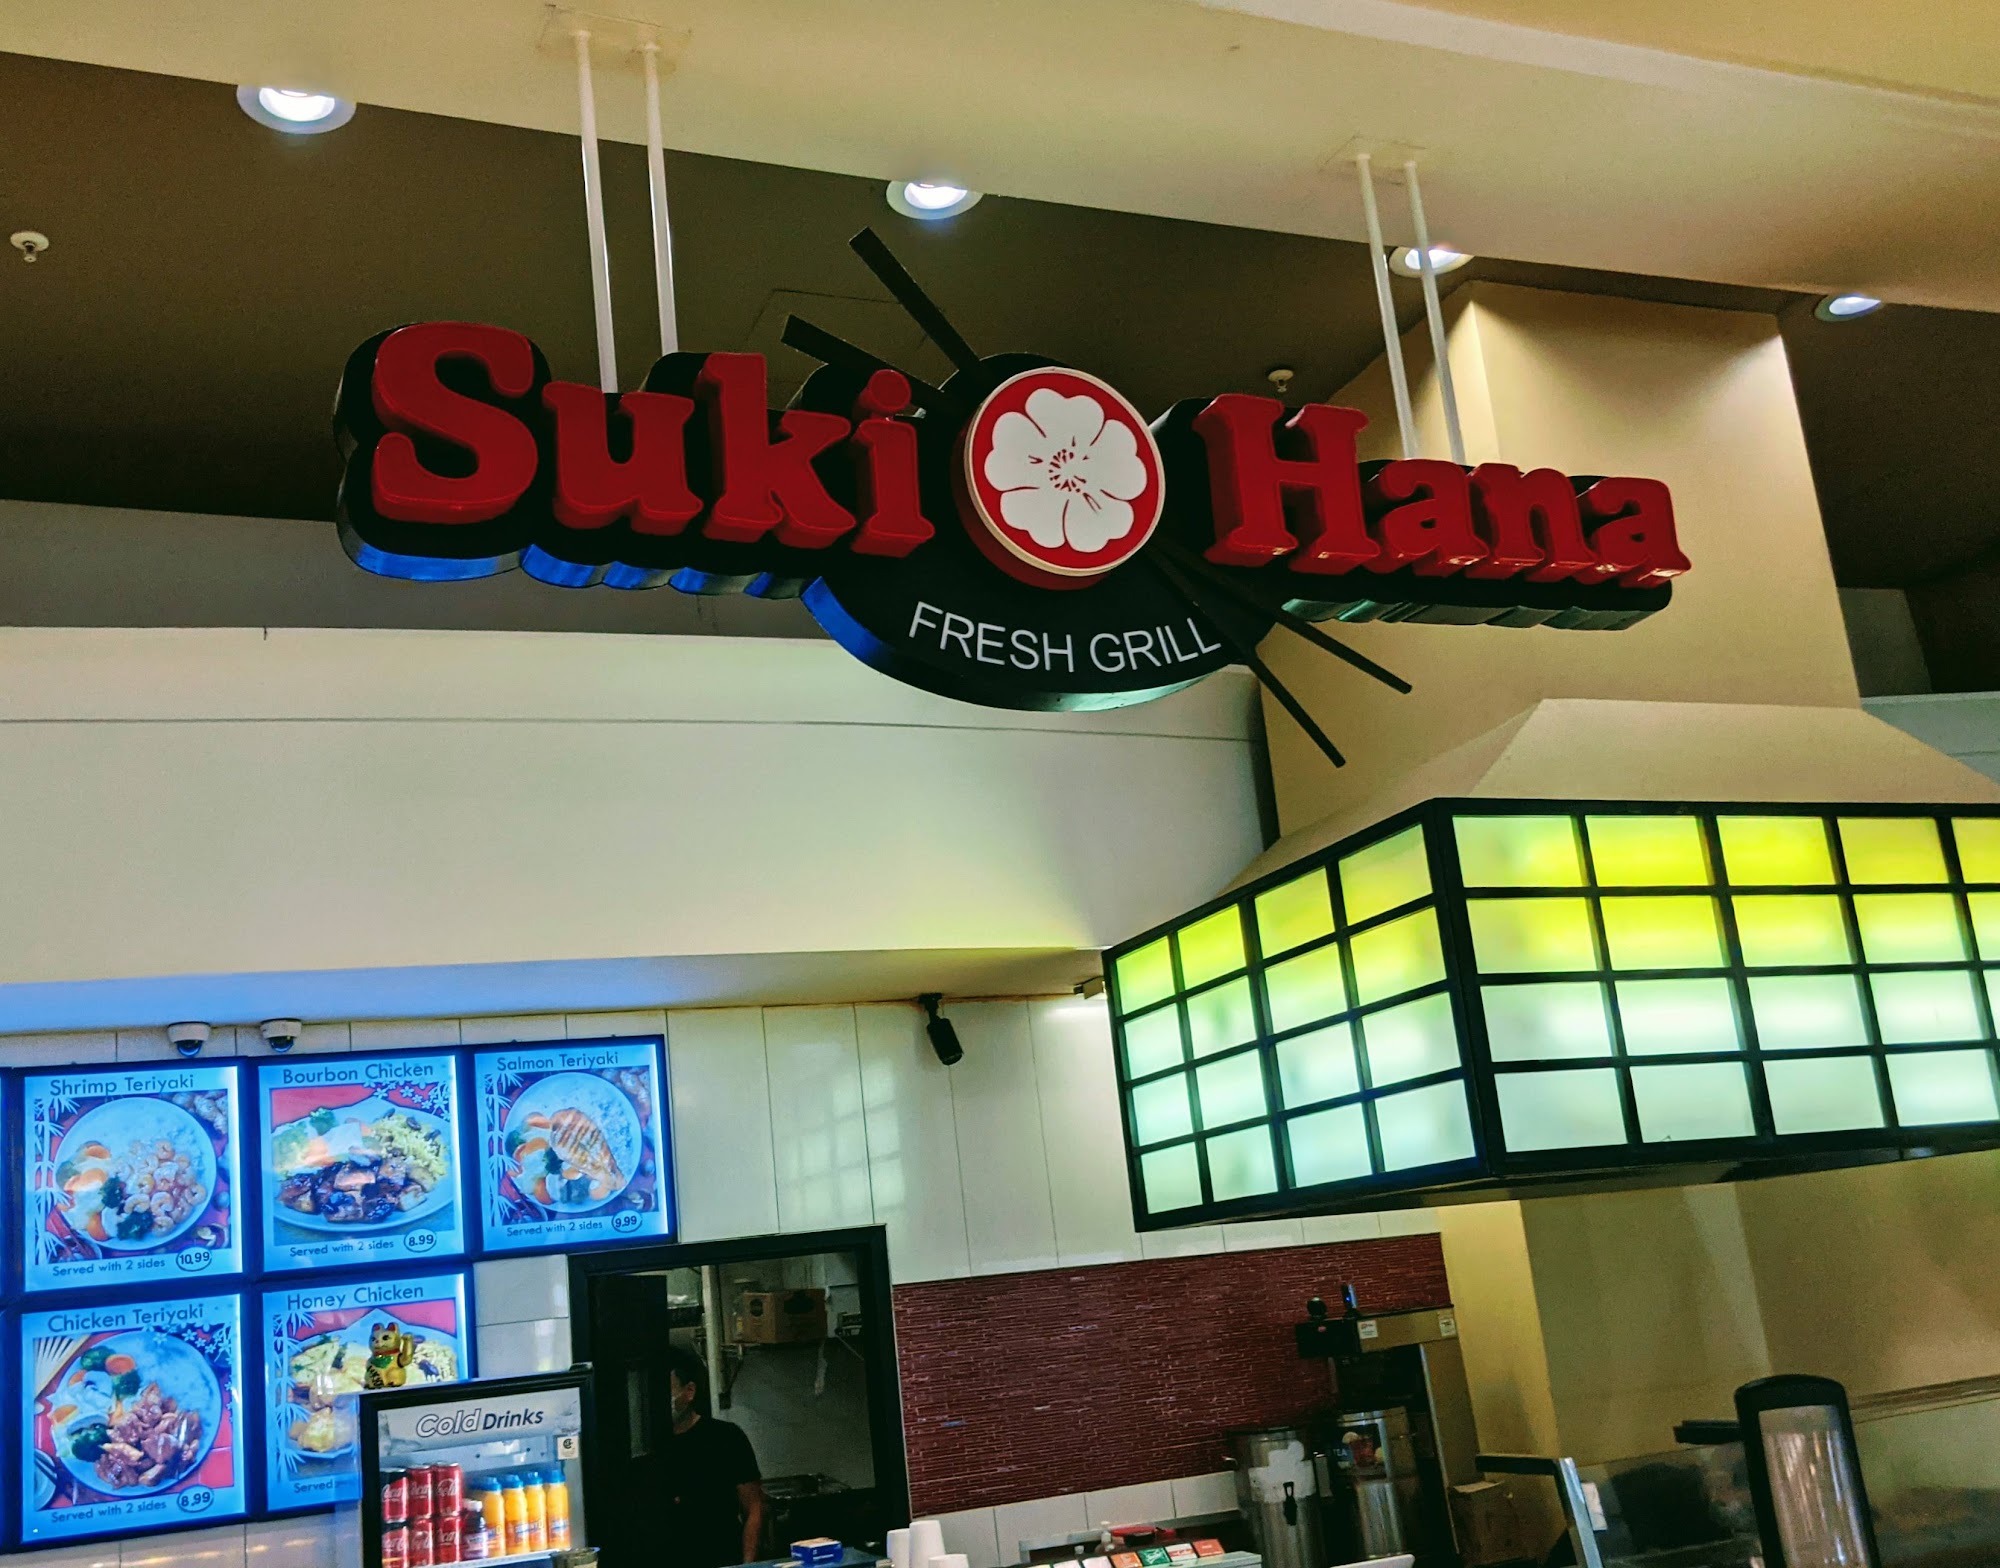 Suki Hana
FRESH GRILL
Shrimp Teriyaki
Served with 2 sides 10.99
Bourbon Chicken
Served with 2 sides 8.99
Salmon Teriyaki
Served with 2 sides 9.99
Chicken Teriyaki
Served with 2 sides 8.99
Honey Chicken
Served
Cold Drinks
TEA